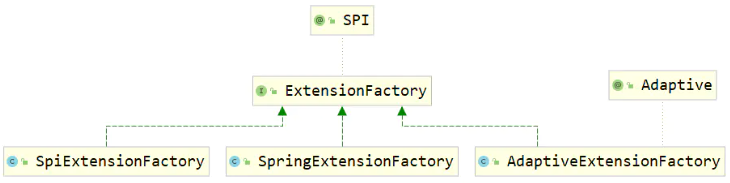 SPI
ExtensionFactory
Adaptive
SpiExtensionFactory
SpringExtensionFactory
AdaptiveExtensionFactory